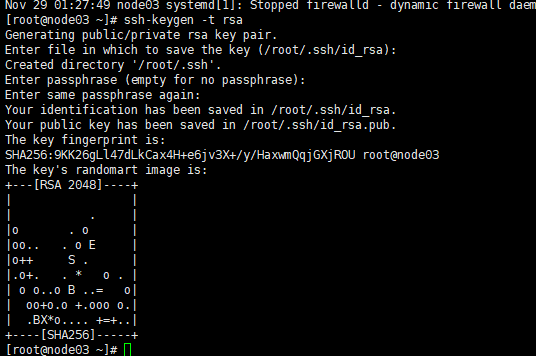 Nov 29 01:27:49 node03 systemd[1]: Stopped firewalld - dynamic firewall daem
[root@node03 ~]# ssh-keygen -t rsa
Generating public/private rsa key pair.
Enter file in which to save the key (/root/.ssh/id_rsa):
Created directory '/root/.ssh'.
Enter passphrase (empty for no passphrase):
Enter same passphrase again:
Your identification has been saved in /root/.ssh/id_rsa.
Your public key has been saved in /root/.ssh/id_rsa.pub.
The key fingerprint is:
SHA256:9KK26gLl47dLkCax4H+e6jv3X+/y/HaxwmQqjGXjROU root@node03
The key's randomart image is:
+---[RSA 2048]----+
|                 |
|           .     |
|o       . o      |
|oo..   . o E     |
|o++     S .      |
|.o+.   . *   o . |
| o o..o B ..=   o|
|  oo+o.o +.ooo o.|
|  .BX*o.... +=+..|
+----[SHA256]-----+
[root@node03 ~]#